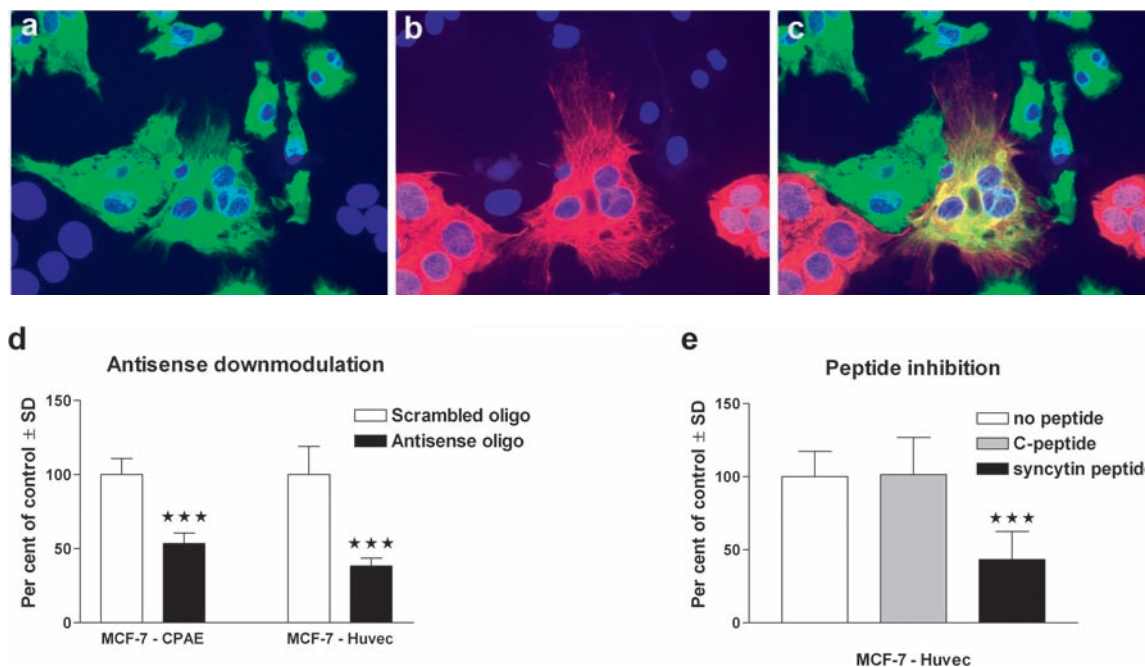 a
b
c
d
Antisense downmodulation
Per cent of control ± SD
150
100
50
0
Scrambled oligo
Antisense oligo
★★★
★★★
MCF-7 - CPAE
MCF-7 - Huvec
e
Peptide inhibition
Per cent of control ± SD
150
100
50
0
no peptide
C-peptide
syncytin peptide
★★★
MCF-7 - Huvec